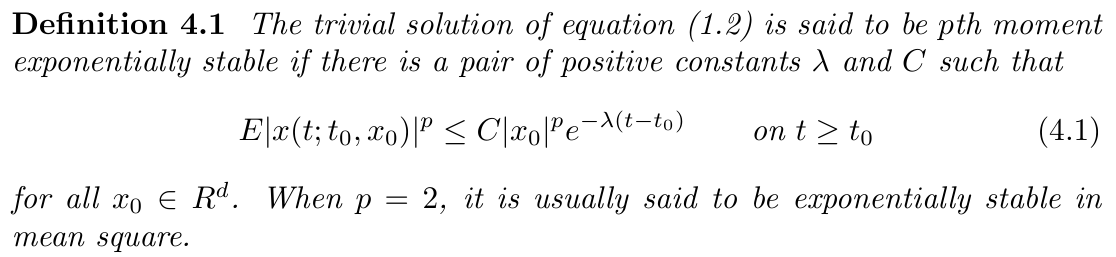 Definition 4.1 The trivial solution of equation (1.2) is said to be pth moment
exponentially stable if there is a pair of positive constants λ and C such that
E|x(t; t₀, x₀)|ᵖ ≤ C|x₀|ᵖe^{−λ(t−t₀)} on t ≥ t₀ (4.1)
for all x₀ ∈ Rᵈ. When p = 2, it is usually said to be exponentially stable in
mean square.